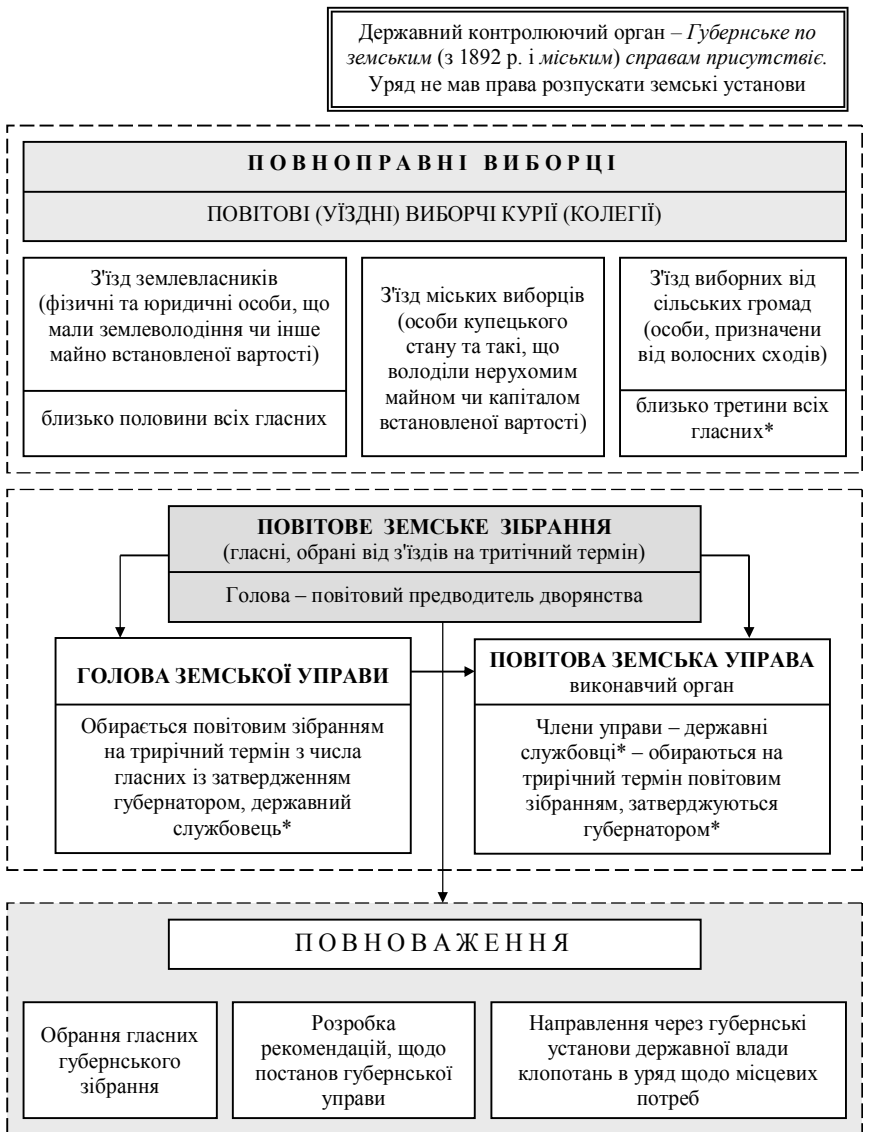 Державний контролюючий орган – Губернське по
земським (з 1892 р. і міським) справам присутствіє.
Уряд не мав права розпускати земські установи
ПОВНОПРАВНІ ВИБОРЦІ
ПОВІТОВІ (УЇЗДНІ) ВИБОРЧІ КУРІЇ (КОЛЕГІЇ)
З'їзд землевласників
(фізичні та юридичні особи, що
мали землеволодіння чи інше
майно встановленої вартості)
близько половини всіх гласних
З'їзд міських виборців
(особи купецького
стану та такі, що
володіли нерухомим
майном чи капіталом
встановленої вартості)
З'їзд виборних від
сільських громад
(особи, призначени
від волосних сходів)
близько третини всіх
гласних*
ПОВІТОВЕ ЗЕМСЬКЕ ЗІБРАННЯ
(гласні, обрані від з'їздів на тритічний термін)
Голова – повітовий предводитель дворянства
ГОЛОВА ЗЕМСЬКОЇ УПРАВИ
Обирається повітовим зібранням
на трирічний термін з числа
гласних із затвердженням
губернатором, державний
службовець*
ПОВІТОВА ЗЕМСЬКА УПРАВА
виконавчий орган
Члени управи – державні
службовці* – обираються на
трирічний термін повітовим
зібранням, затверджуються
губернатором*
ПОВНОВАЖЕННЯ
Обрання гласних
губернського
зібрання
Розробка
рекомендацій, щодо
постанов губернської
управи
Направлення через губернські
установи державної влади
клопотань в уряд щодо місцевих
потреб